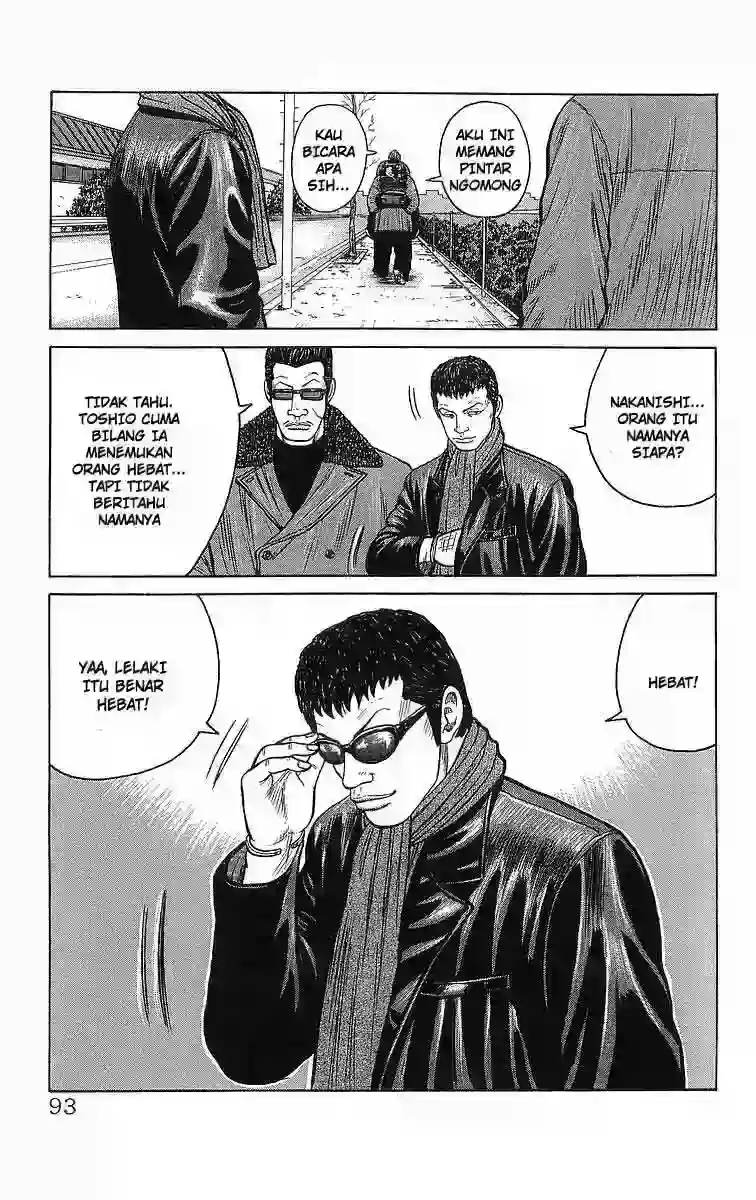 AKU INI
MEMANG
PINTAR
NGOMONG
KAU
BICARA
APA
SIH...
NAKANISHI...
ORANG ITU
NAMANYA
SIAPA?
TIDAK TAHU.
TOSHIO CUMA
BILANG IA
MENEMUKAN
ORANG HEBAT...
TAPI TIDAK
BERITAHU
NAMANYA
HEBAT!
YAA, LELAKI
ITU BENAR
HEBAT!
93